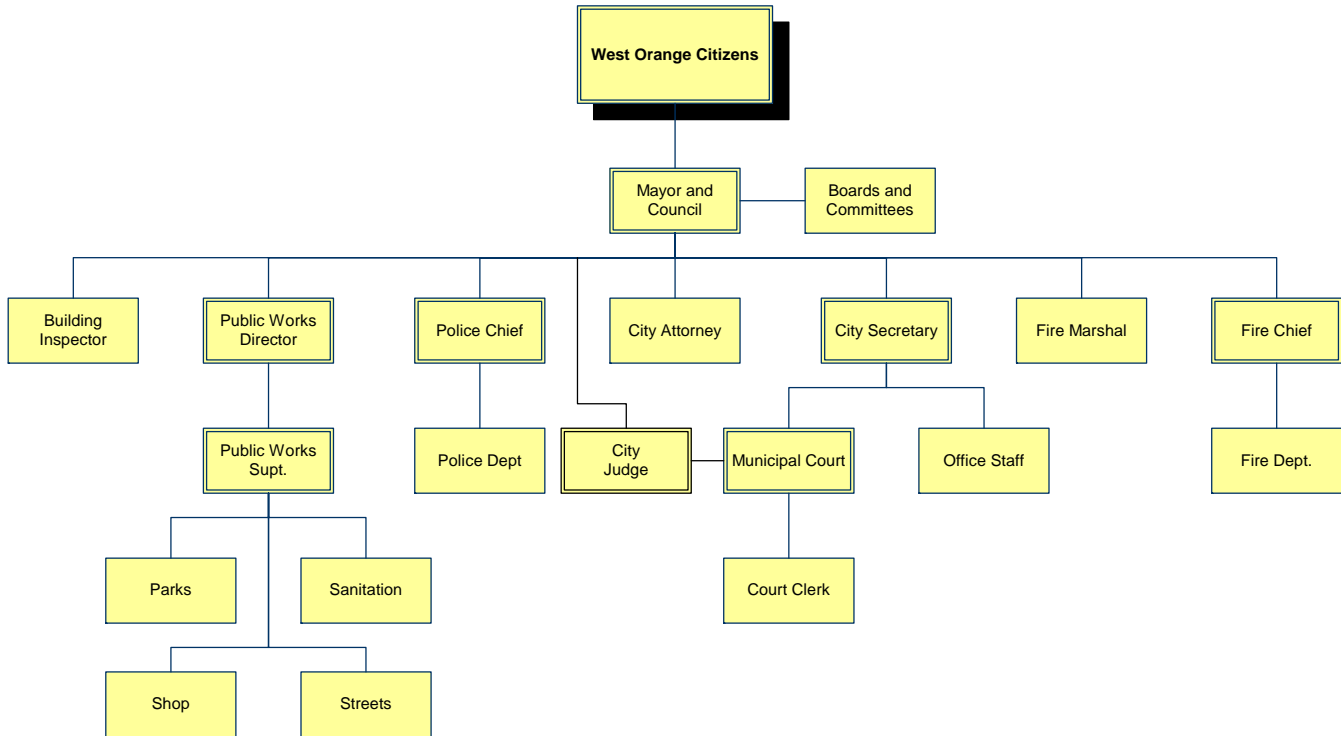 West Orange Citizens
Mayor and
Council
Boards and
Committees
Building
Inspector
Public Works
Director
Police Chief
City Attorney
City Secretary
Fire Marshal
Fire Chief
Public Works
Supt.
Police Dept
City
Judge
Municipal Court
Office Staff
Fire Dept.
Parks
Sanitation
Court Clerk
Shop
Streets